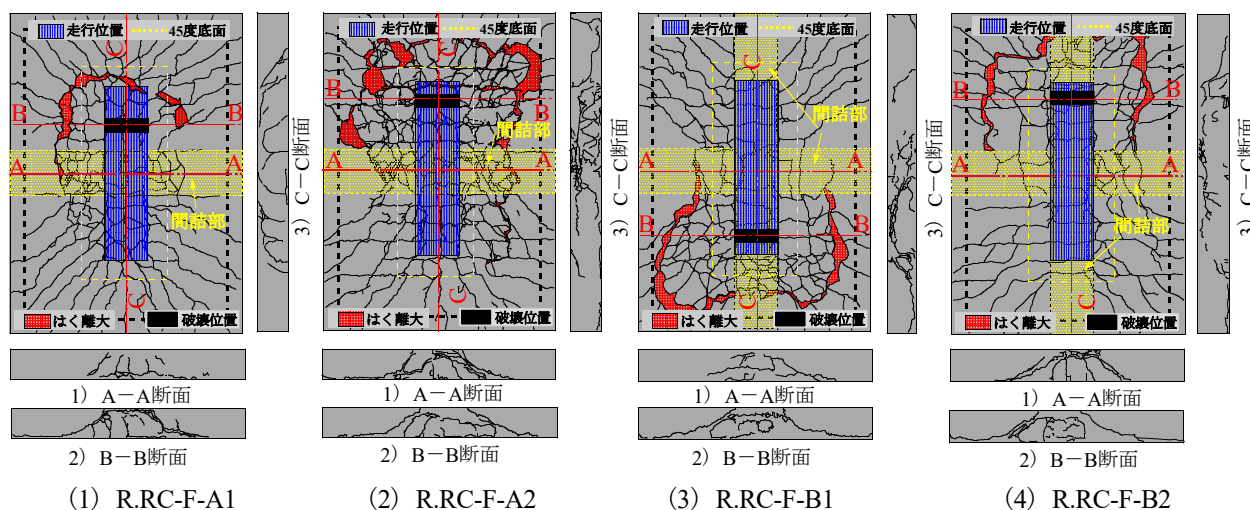 走行位置 45度底面
C
B B
A A
間詰部
C
はく離大 破壊位置
3）C－C断面
1）A－A断面
2）B－B断面
(1) R.RC-F-A1
走行位置 45度底面
C
B B
間詰部
A A
C
はく離大 破壊位置
3）C－C断面
1）A－A断面
2）B－B断面
(2) R.RC-F-A2
走行位置 45度底面
C
間詰部
A A
B B
C
はく離大 破壊位置
3）C－C断面
1）A－A断面
2）B－B断面
(3) R.RC-F-B1
走行位置 45度底面
C
B B
A A
間詰部
C
はく離大 破壊位置
3）C－C断面
1）A－A断面
2）B－B断面
(4) R.RC-F-B2